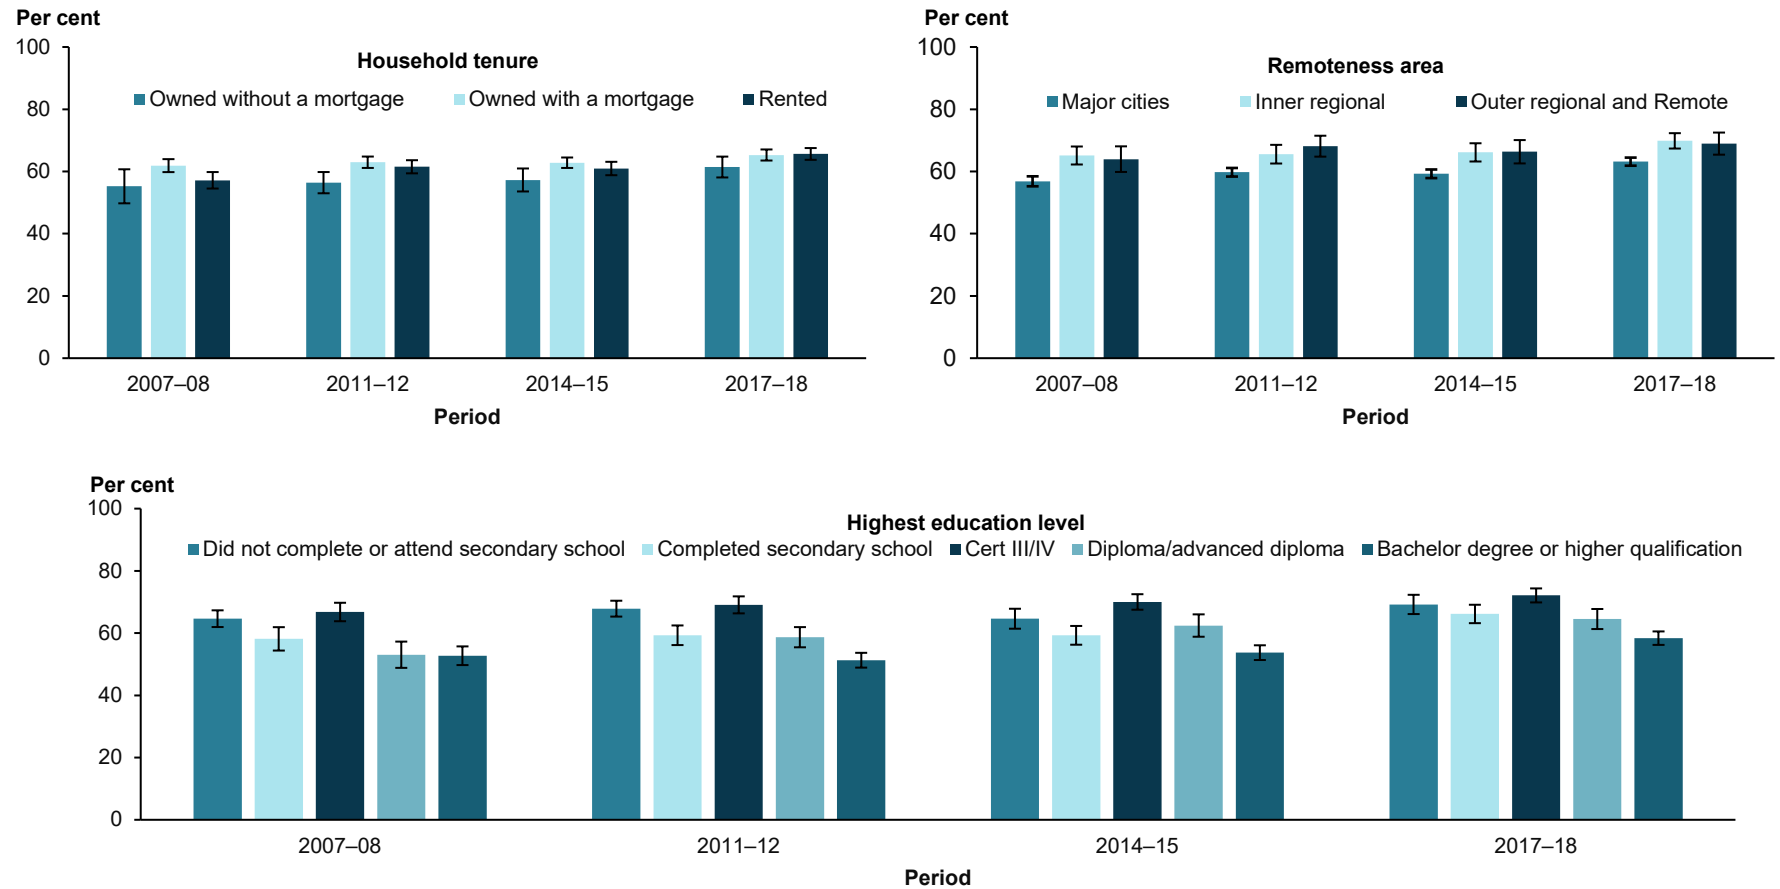 Per cent
Household tenure
Owned without a mortgage Owned with a mortgage Rented
100
80
60
40
20
0
2007–08 2011–12 2014–15 2017–18
Period
Per cent
Remoteness area
Major cities Inner regional Outer regional and Remote
100
80
60
40
20
0
2007–08 2011–12 2014–15 2017–18
Period
Per cent
Highest education level
Did not complete or attend secondary school Completed secondary school Cert III/IV Diploma/advanced diploma Bachelor degree or higher qualification
100
80
60
40
20
0
2007–08 2011–12 2014–15 2017–18
Period